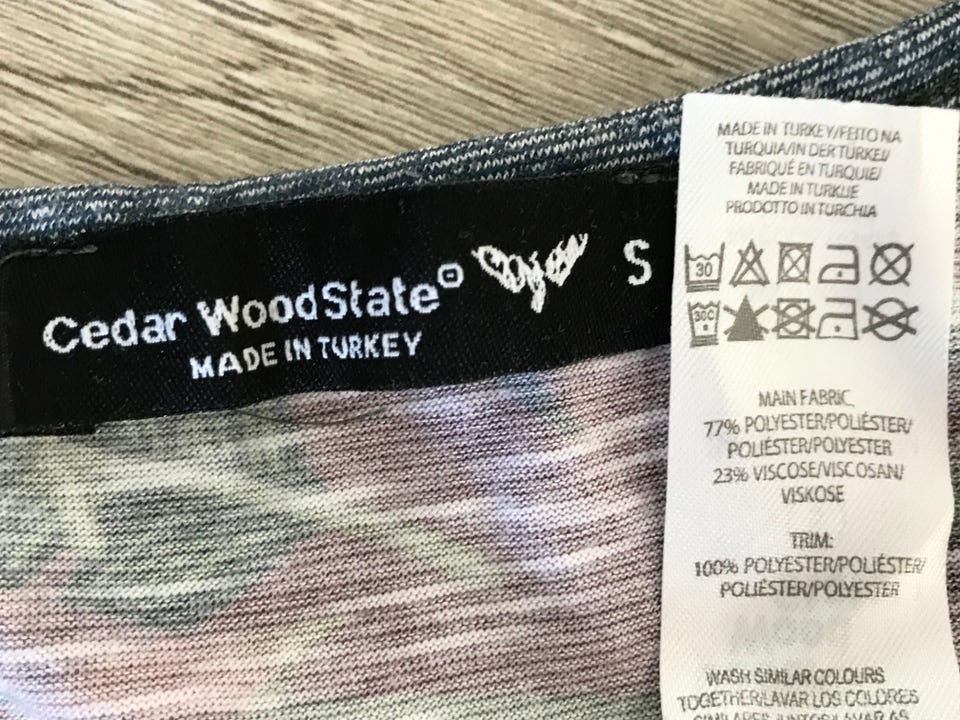 Cedar WoodState
MADE IN TURKEY
S
MADE IN TURKEY/FEITO NA
TURQUIA/IN DER TÜRKEI/
FABRIQUÉ EN TURQUIE/
MADE IN TURKIJE
PRODOTTO IN TURCHIA
30
30C
MAIN FABRIC
77% POLYESTER/POLIÉSTER/
POLIÉSTER/POLYESTER
23% VISCOSE/VISCOSAN/
VISKOSE
TRIM:
100% POLYESTER/POLIÉSTER/
POLIÉSTER/POLYESTER
WASH SIMILAR COLOURS
TOGETHER/LAVAR LOS COLORES